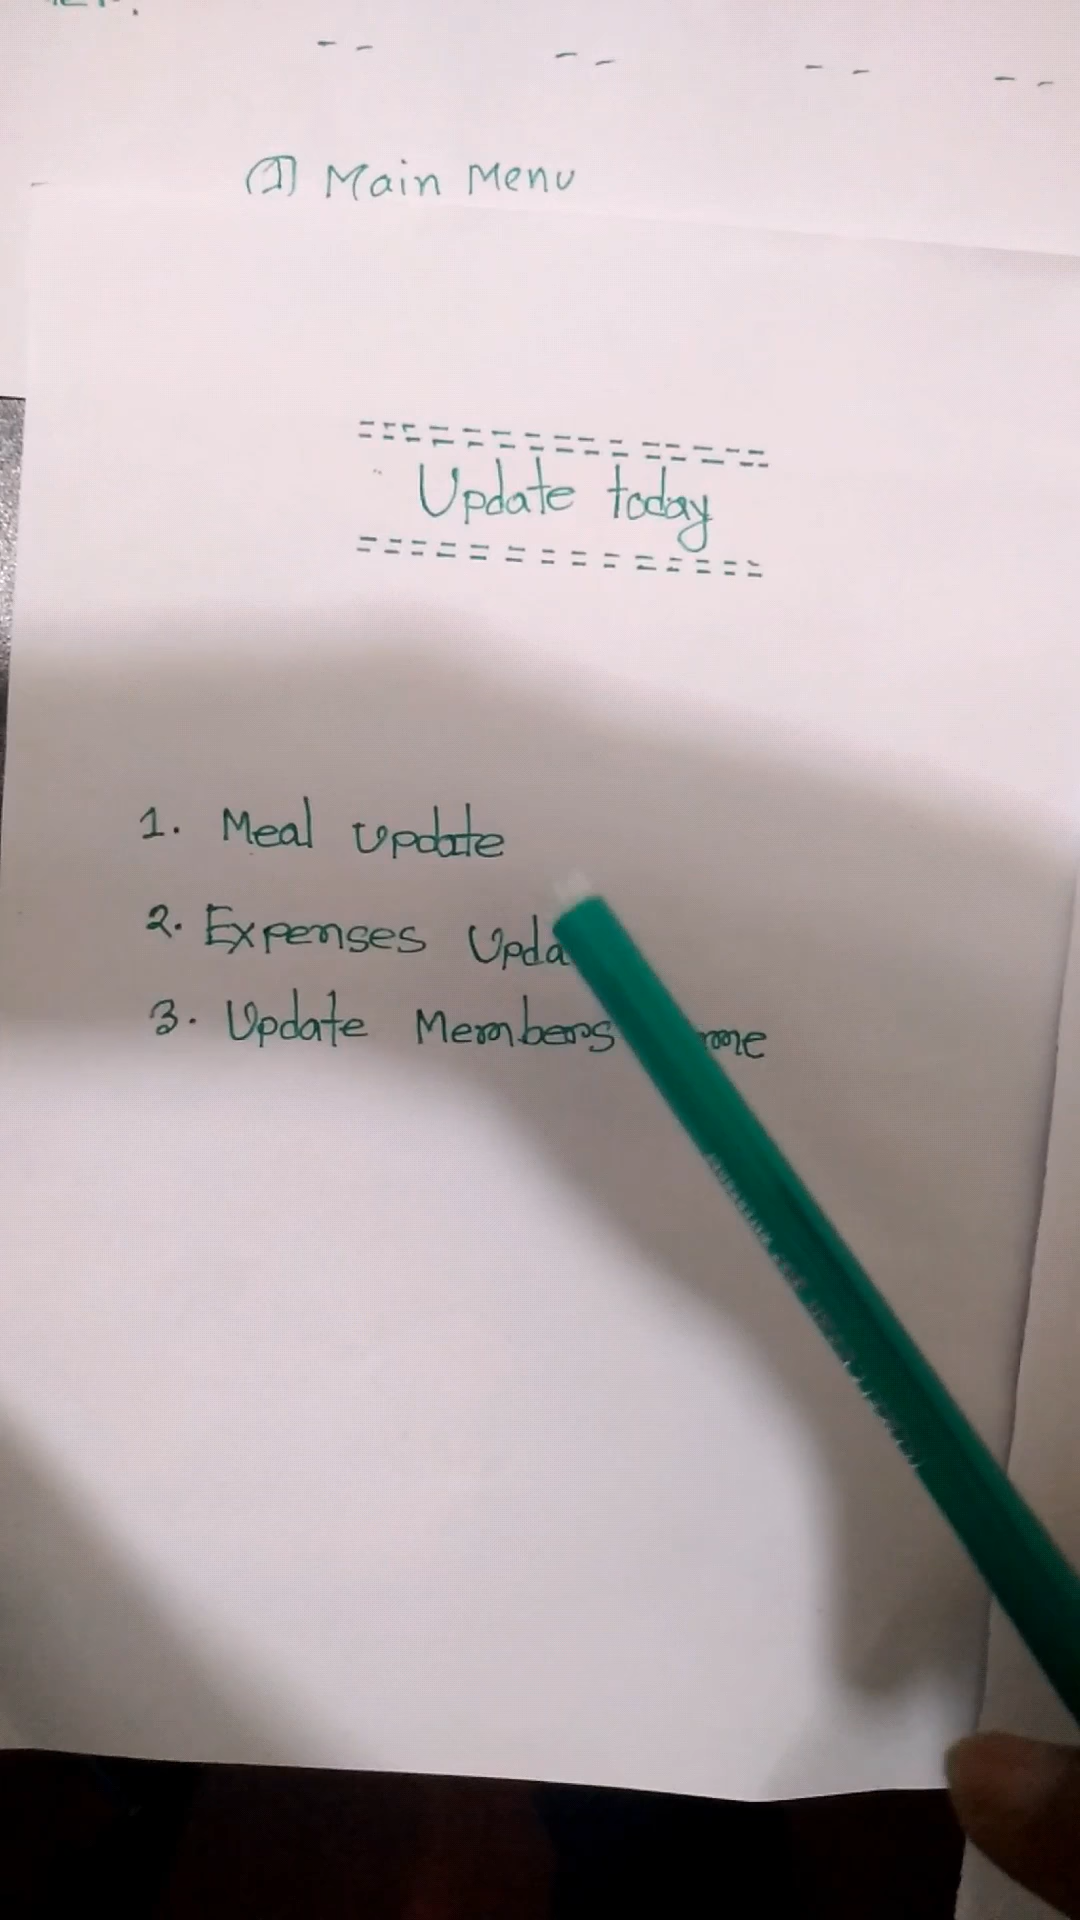 (1) Main Menu
Update today
1. Meal Update
2. Expenses
3. Update Members